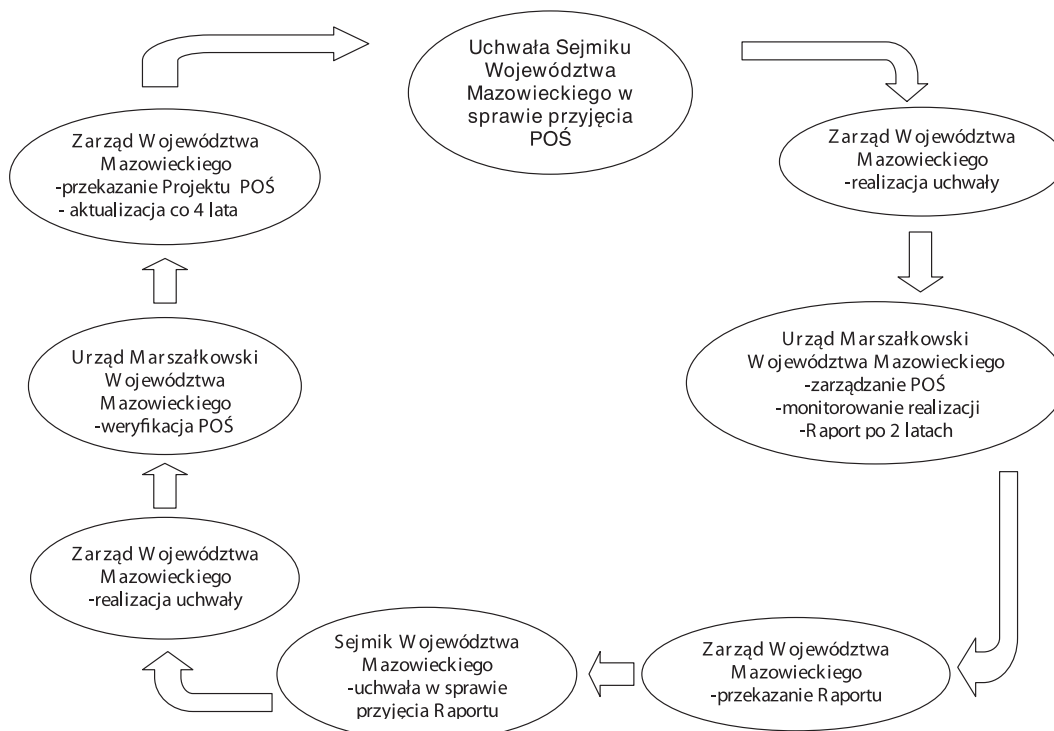 Uchwała Sejmiku
Województwa
Mazowieckiego w
sprawie przyjęcia
POŚ
Zarząd Województwa
Mazowieckiego
-realizacja uchwały
Urząd Marszałkowski
Województwa Mazowieckiego
-zarządzanie POŚ
-monitorowanie realizacji
-Raport po 2 latach
Zarząd Województwa
Mazowieckiego
-przekazanie Raportu
Sejmik Województwa
Mazowieckiego
-uchwała w sprawie
przyjęcia Raportu
Zarząd Województwa
Mazowieckiego
-realizacja uchwały
Urząd Marszałkowski
Województwa
Mazowieckiego
-weryfikacja POŚ
Zarząd Województwa
Mazowieckiego
-przekazanie Projektu POŚ
- aktualizacja co 4 lata